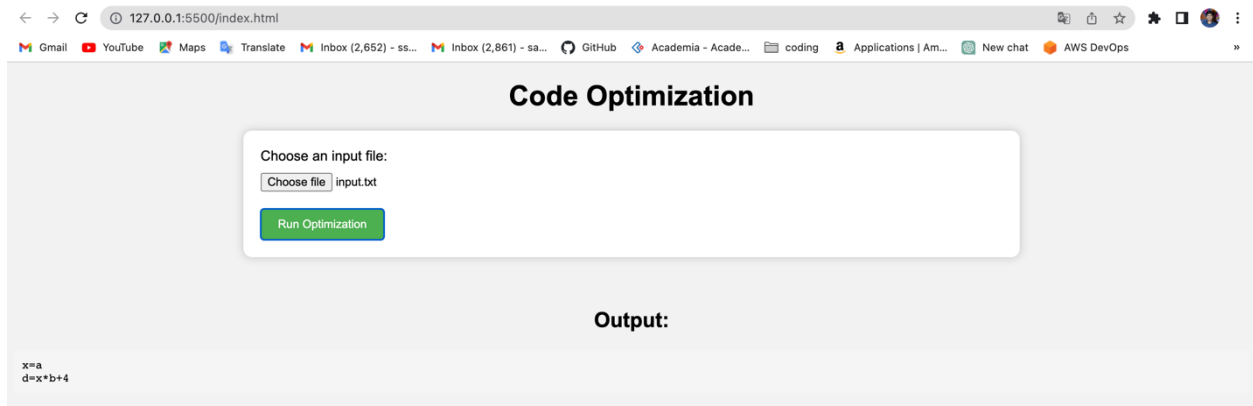 127.0.0.1:5500/index.html
Gmail YouTube Maps Translate Inbox (2,652) - ss... Inbox (2,861) - sa... GitHub Academia - Acade... coding Applications | Am... New chat AWS DevOps »
Code Optimization
Choose an input file:
Choose file input.txt
Run Optimization
Output:
x=a
d=x*b+4